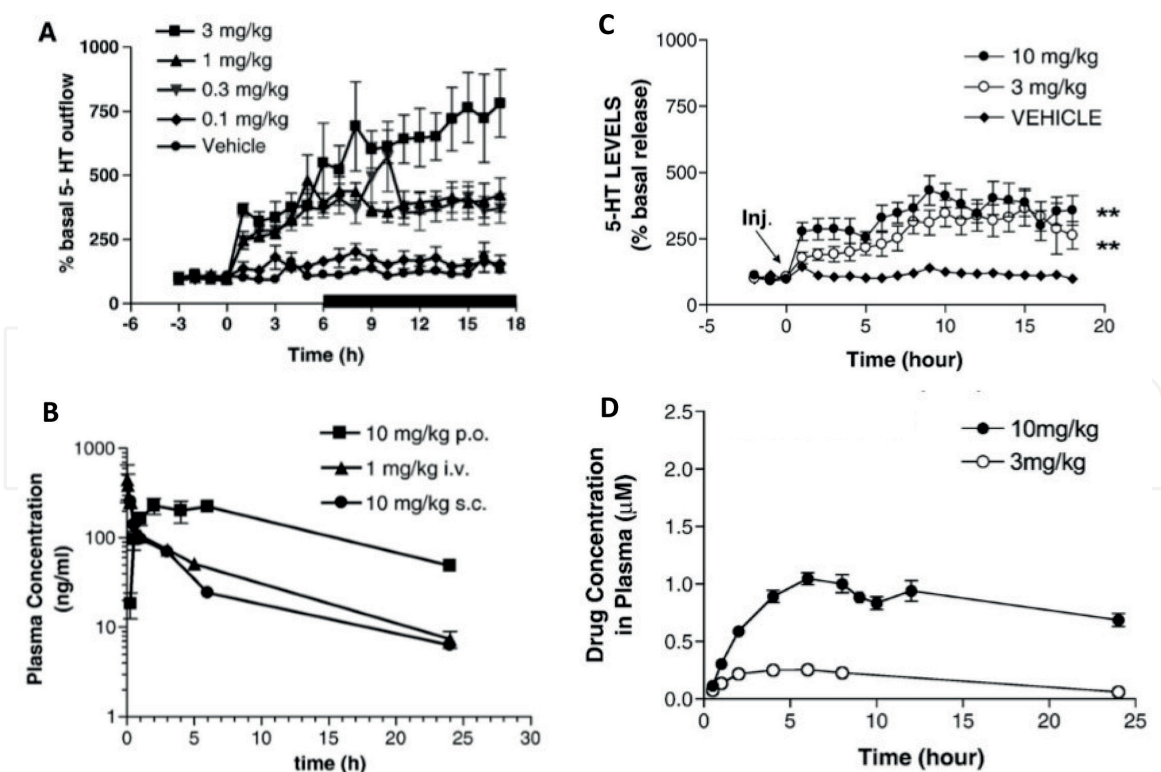 A
3 mg/kg
1 mg/kg
0.3 mg/kg
0.1 mg/kg
Vehicle
% basal 5- HT outflow
1000
750
500
250
0
-6 -3 0 3 6 9 12 15 18
Time (h)
C
10 mg/kg
3 mg/kg
VEHICLE
5-HT LEVELS
(% basal release)
1000
750
500
250
0
Inj.
**
**
-5 0 5 10 15 20
Time (hour)
B
10 mg/kg p.o.
1 mg/kg i.v.
10 mg/kg s.c.
Plasma Concentration
(ng/ml)
1000
100
10
1
0 5 10 15 20 25 30
time (h)
D
10mg/kg
3mg/kg
Drug Concentration
in Plasma (μM)
2.5
2.0
1.5
1.0
0.5
0.0
0 5 10 15 20 25
Time (hour)